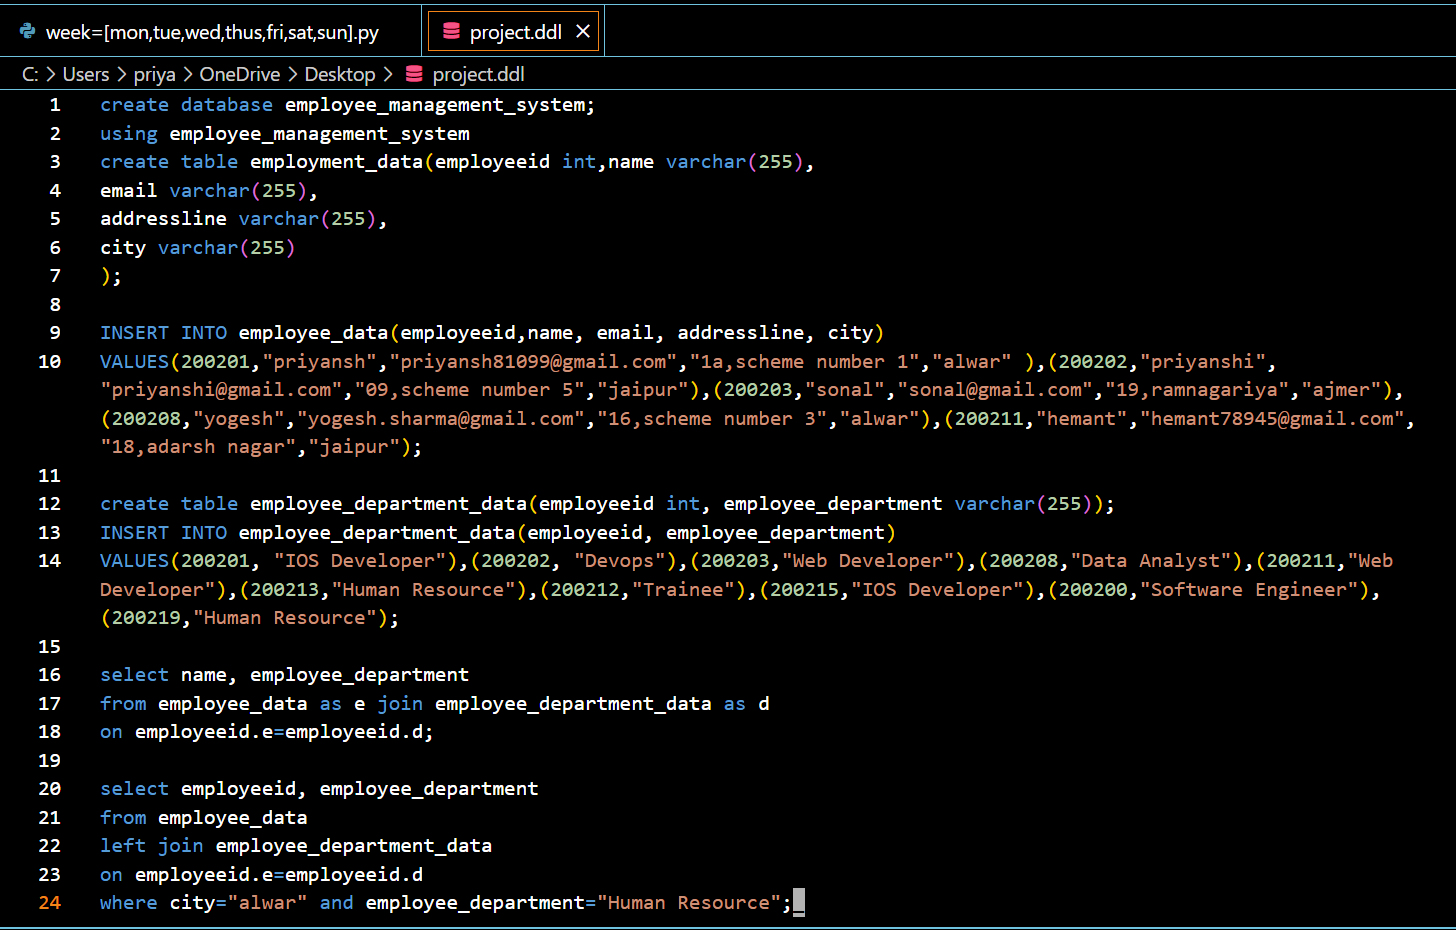 week=[mon,tue,wed,thus,fri,sat,sun].py
project.ddl
C: > Users > priya > OneDrive > Desktop > project.ddl
1 create database employee_management_system;
2 using employee_management_system
3 create table employment_data(employeeid int,name varchar(255),
4 email varchar(255),
5 addressline varchar(255),
6 city varchar(255)
7 );
8
9 INSERT INTO employee_data(employeeid,name, email, addressline, city)
10 VALUES(200201,"priyansh","priyansh81099@gmail.com","1a,scheme number 1","alwar" ),(200202,"priyanshi",
"priyanshi@gmail.com","09,scheme number 5","jaipur"),(200203,"sonal","sonal@gmail.com","19,ramnagariya","ajmer"),
(200208,"yogesh","yogesh.sharma@gmail.com","16,scheme number 3","alwar"),(200211,"hemant","hemant78945@gmail.com",
"18,adarsh nagar","jaipur");
11
12 create table employee_department_data(employeeid int, employee_department varchar(255));
13 INSERT INTO employee_department_data(employeeid, employee_department)
14 VALUES(200201, "IOS Developer"),(200202, "Devops"),(200203,"Web Developer"),(200208,"Data Analyst"),(200211,"Web
Developer"),(200213,"Human Resource"),(200212,"Trainee"),(200215,"IOS Developer"),(200200,"Software Engineer"),
(200219,"Human Resource");
15
16 select name, employee_department
17 from employee_data as e join employee_department_data as d
18 on employeeid.e=employeeid.d;
19
20 select employeeid, employee_department
21 from employee_data
22 left join employee_department_data
23 on employeeid.e=employeeid.d
24 where city="alwar" and employee_department="Human Resource";